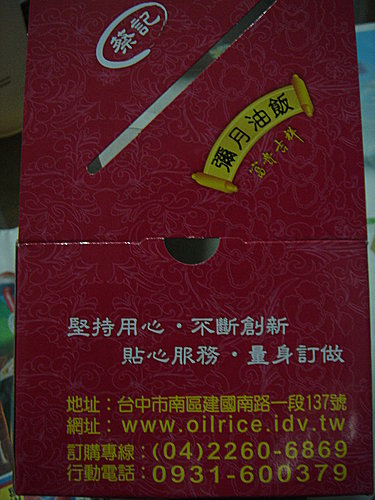 蔡記
彌月油飯
富貴吉祥
堅持用心・不斷創新
貼心服務・量身訂做
地址：台中市南區建國南路一段137號
網址：www.oilrice.idv.tw
訂購專線：(04)2260-6869
行動電話：0931-600379